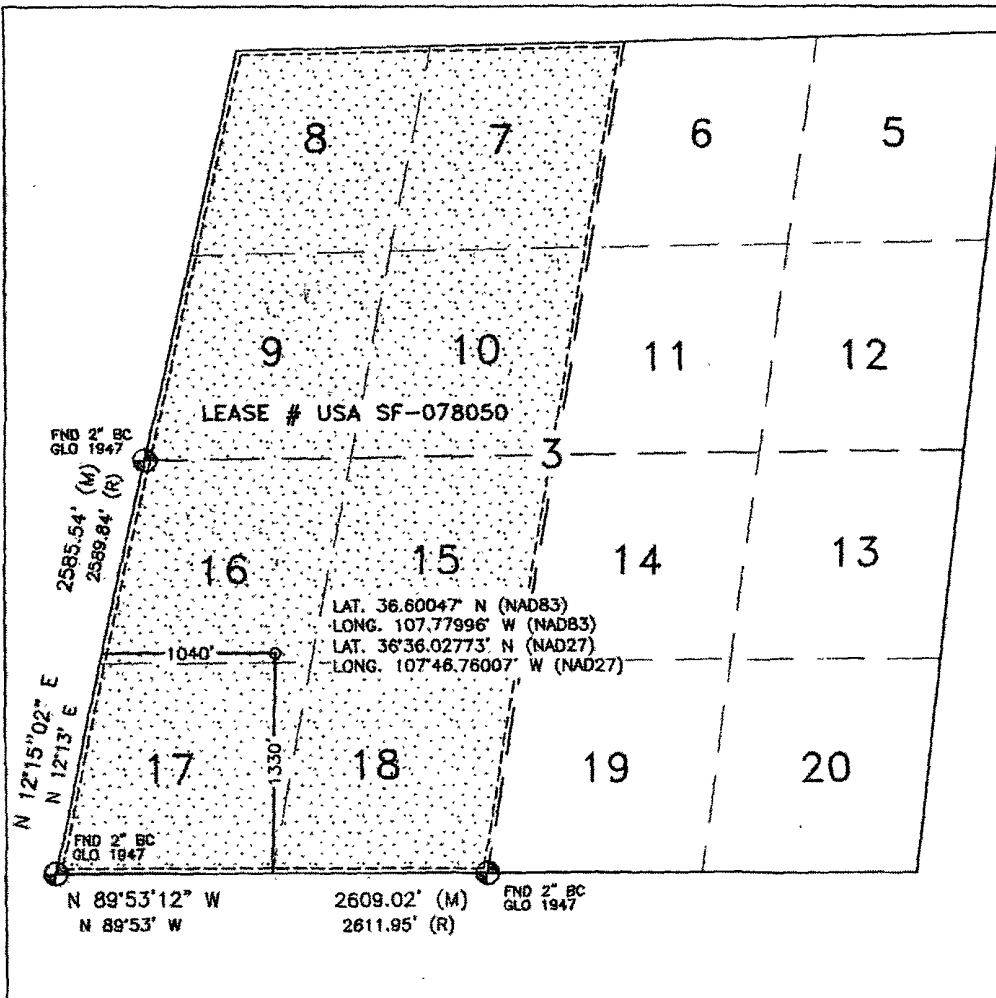 8 7 6 5
9 10 11 12
LEASE # USA SF-078050
FND 2" BC
GLO 1947
3
2585.54' (M)
2589.84' (R)
16 15 14 13
LAT. 36.60047° N (NAD83)
LONG. 107.77996° W (NAD83)
LAT. 36°36.02773' N (NAD27)
LONG. 107°46.76007' W (NAD27)
1040'
N 12°15'02" E
N 12°13' E
1330'
17 18 19 20
FND 2" BC
GLO 1947
N 89°53'12" W 2609.02' (M)
N 89°53' W 2611.95' (R)
FND 2" BC
GLO 1947